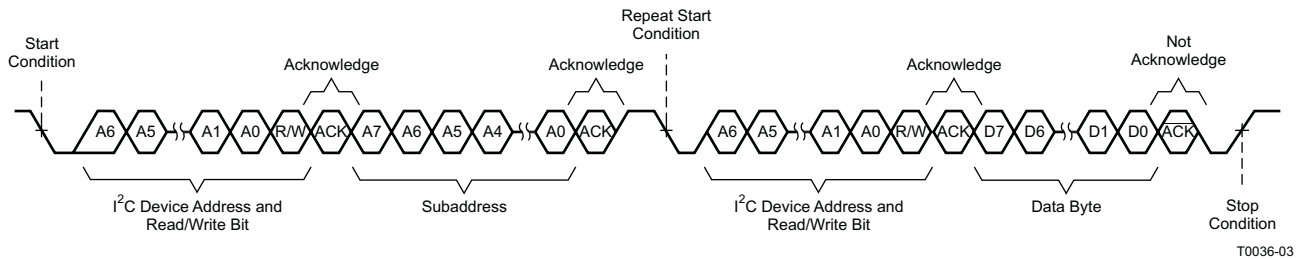 Start
Condition
Acknowledge
Acknowledge
Repeat Start
Condition
Acknowledge
Not
Acknowledge
A6 A5 A1 A0 R/W ACK A7 A6 A5 A4 A0 ACK A6 A5 A1 A0 R/W ACK D7 D6 D1 D0 ACK
I²C Device Address and
Read/Write Bit
Subaddress
I²C Device Address and
Read/Write Bit
Data Byte
Stop
Condition
T0036-03